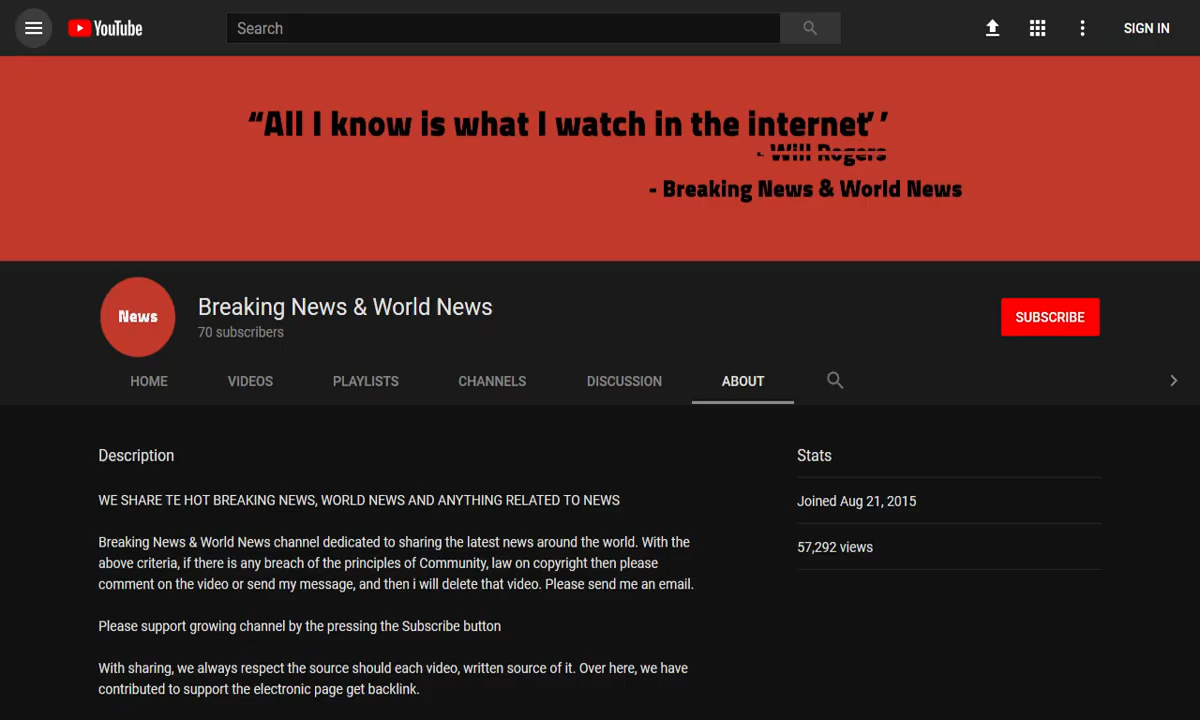 YouTube
Search
SIGN IN
“All I know is what I watch in the internet’’
- Will Rogers
- Breaking News & World News
News
Breaking News & World News
70 subscribers
SUBSCRIBE
HOME VIDEOS PLAYLISTS CHANNELS DISCUSSION ABOUT
Description
WE SHARE TE HOT BREAKING NEWS, WORLD NEWS AND ANYTHING RELATED TO NEWS
Breaking News & World News channel dedicated to sharing the latest news around the world. With the
above criteria, if there is any breach of the principles of Community, law on copyright then please
comment on the video or send my message, and then i will delete that video. Please send me an email.
Please support growing channel by the pressing the Subscribe button
With sharing, we always respect the source should each video, written source of it. Over here, we have
contributed to support the electronic page get backlink.
Stats
Joined Aug 21, 2015
57,292 views